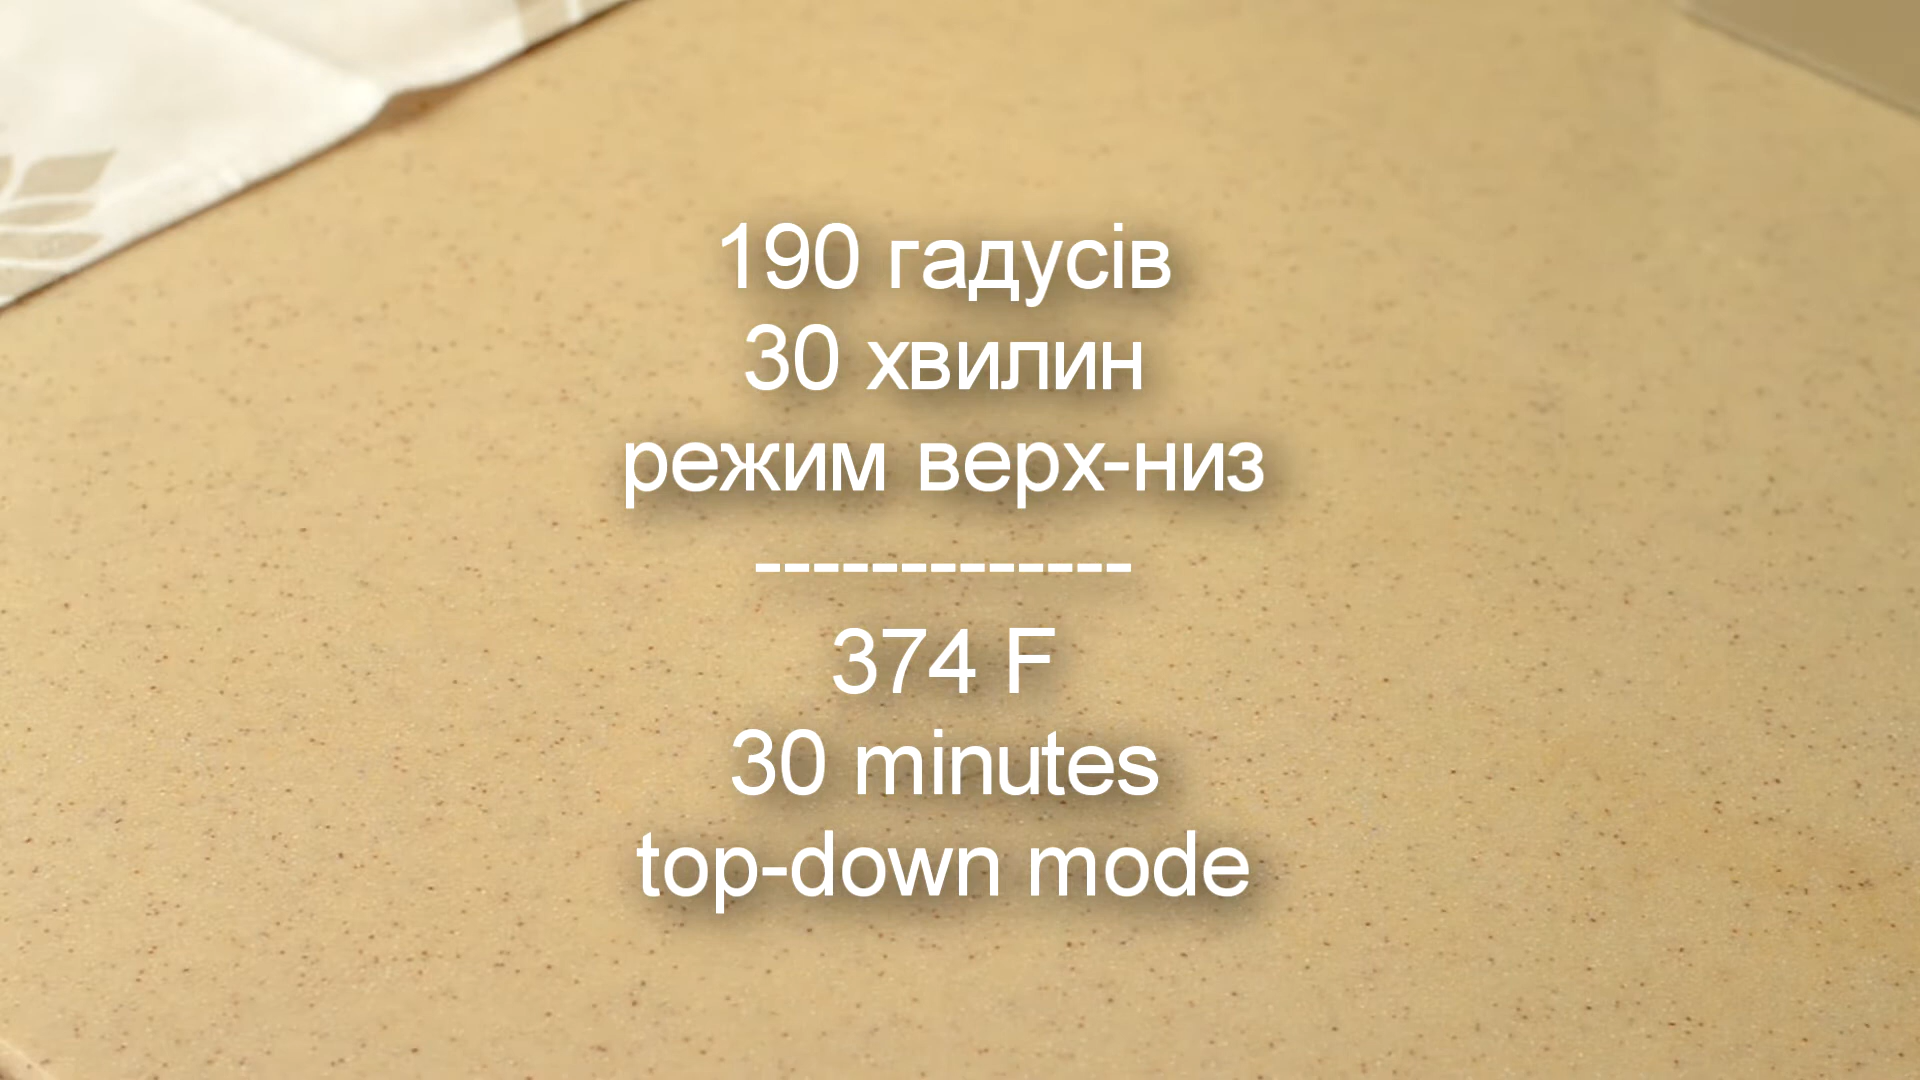 190 гадусів
30 хвилин
режим верх-низ
-------------
374 F
30 minutes
top-down mode